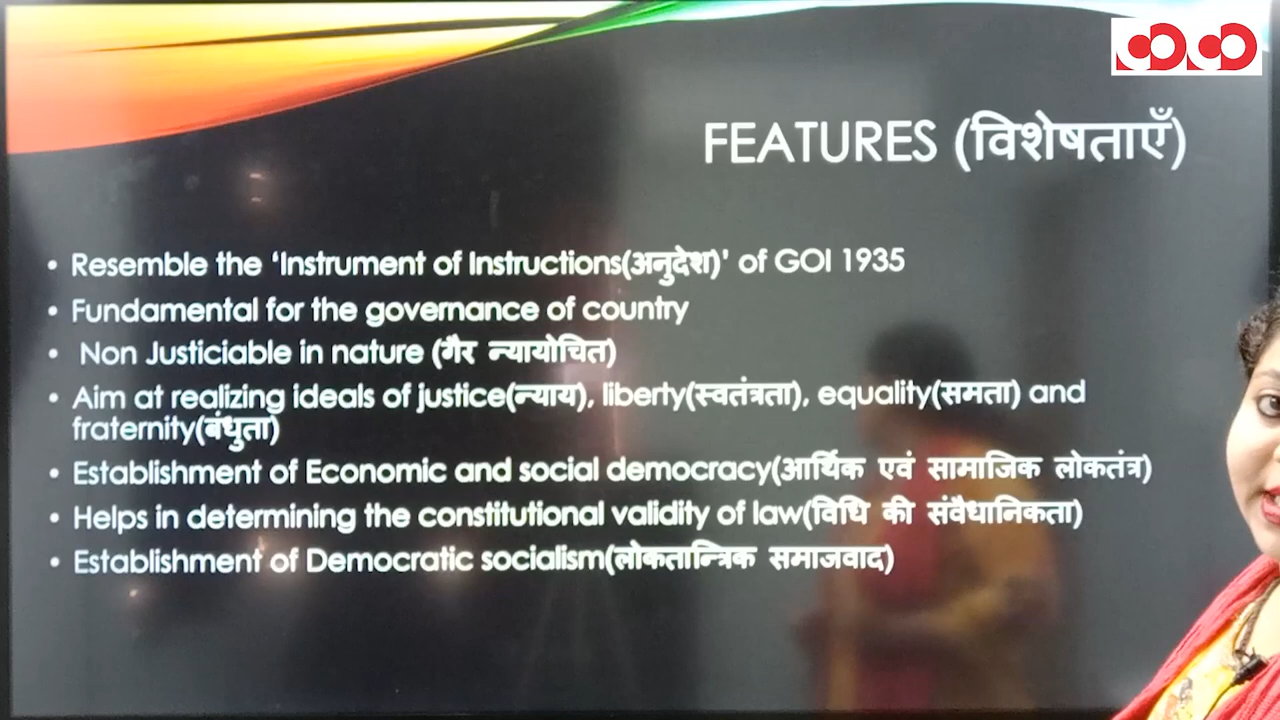 FEATURES (विशेषताएँ)
• Resemble the ‘Instrument of Instructions(अनुदेश)’ of GOI 1935
• Fundamental for the governance of country
• Non Justiciable in nature (गैर न्यायोचित)
• Aim at realizing ideals of justice(न्याय), liberty(स्वतंत्रता), equality(समता) and
fraternity(बंधुता)
• Establishment of Economic and social democracy(आर्थिक एवं सामाजिक लोकतंत्र)
• Helps in determining the constitutional validity of law(विधि की संवैधानिकता)
• Establishment of Democratic socialism(लोकतान्त्रिक समाजवाद)